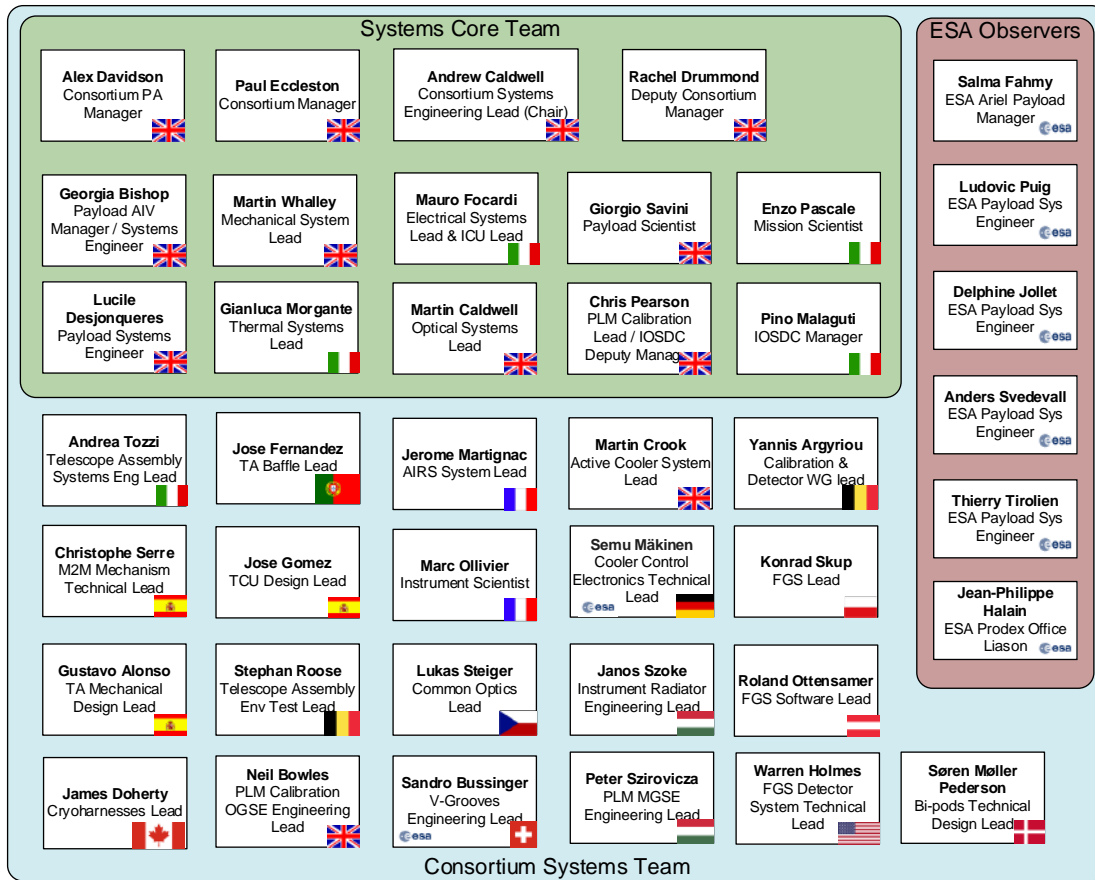 Systems Core Team
Alex Davidson
Consortium PA
Manager
Paul Eccleston
Consortium Manager
Andrew Caldwell
Consortium Systems
Engineering Lead (Chair)
Rachel Drummond
Deputy Consortium
Manager
Georgia Bishop
Payload AIV
Manager / Systems
Engineer
Martin Whalley
Mechanical System
Lead
Mauro Focardi
Electrical Systems
Lead & ICU Lead
Giorgio Savini
Payload Scientist
Enzo Pascale
Mission Scientist
Lucile
Desjonqueres
Payload Systems
Engineer
Gianluca Morgante
Thermal Systems
Lead
Martin Caldwell
Optical Systems
Lead
Chris Pearson
PLM Calibration
Lead / IOSDC
Deputy Manager
Pino Malaguti
IOSDC Manager
ESA Observers
Salma Fahmy
ESA Ariel Payload
Manager
esa
Ludovic Puig
ESA Payload Sys
Engineer
esa
Delphine Jollet
ESA Payload Sys
Engineer
esa
Anders Svedevall
ESA Payload Sys
Engineer
esa
Thierry Tirolien
ESA Payload Sys
Engineer
esa
Jean-Philippe
Halain
ESA Prodex Office
Liason
esa
Andrea Tozzi
Telescope Assembly
Systems Eng Lead
Jose Fernandez
TA Baffle Lead
Jerome Martignac
AIRS System Lead
Martin Crook
Active Cooler System
Lead
Yannis Argyriou
Calibration &
Detector WG lead
Christophe Serre
M2M Mechanism
Technical Lead
Jose Gomez
TCU Design Lead
Marc Ollivier
Instrument Scientist
Semu Mäkinen
Cooler Control
Electronics Technical
Lead
esa
Konrad Skup
FGS Lead
Gustavo Alonso
TA Mechanical
Design Lead
Stephan Roose
Telescope Assembly
Env Test Lead
Lukas Steiger
Common Optics
Lead
Janos Szoke
Instrument Radiator
Engineering Lead
Roland Ottensamer
FGS Software Lead
James Doherty
Cryoharnesses Lead
Neil Bowles
PLM Calibration
OGSE Engineering
Lead
Sandro Bussinger
V-Grooves
Engineering Lead
esa
Peter Szirovicza
PLM MGSE
Engineering Lead
Warren Holmes
FGS Detector
System Technical
Lead
Søren Møller
Pederson
Bi-pods Technical
Design Lead
Consortium Systems Team